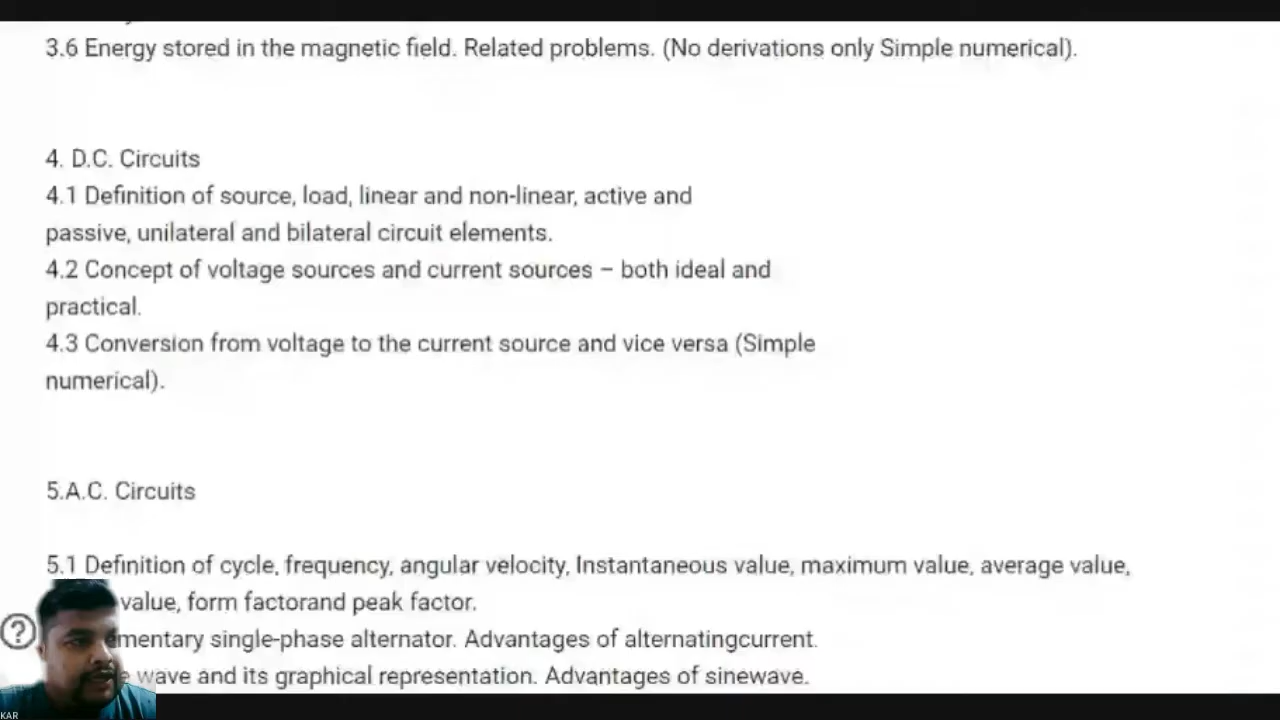 3.6 Energy stored in the magnetic field. Related problems. (No derivations only Simple numerical).
4. D.C. Circuits
4.1 Definition of source, load, linear and non-linear, active and
passive, unilateral and bilateral circuit elements.
4.2 Concept of voltage sources and current sources – both ideal and
practical.
4.3 Conversion from voltage to the current source and vice versa (Simple
numerical).
5.A.C. Circuits
5.1 Definition of cycle, frequency, angular velocity, Instantaneous value, maximum value, average value,
value, form factorand peak factor.
mentary single-phase alternator. Advantages of alternatingcurrent.
e wave and its graphical representation. Advantages of sinewave.
KAR